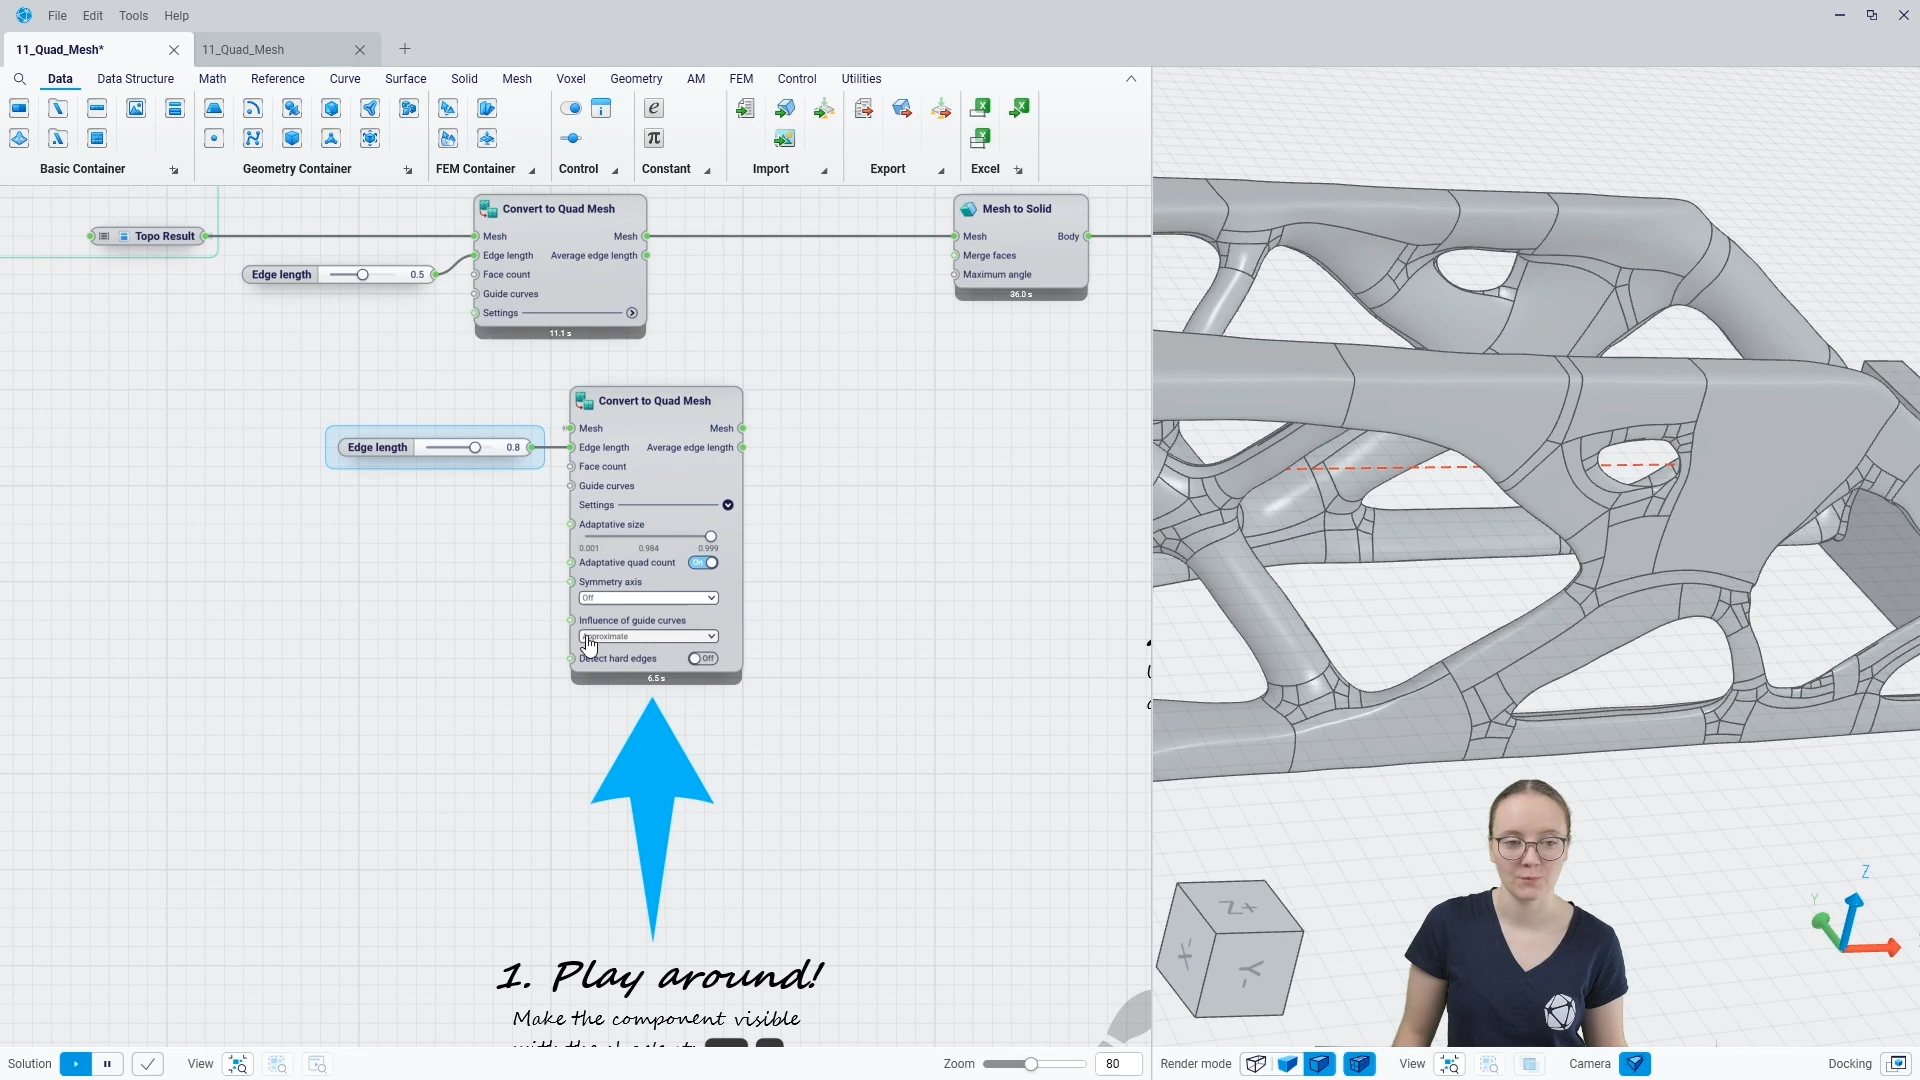 File Edit Tools Help
11_Quad_Mesh* 11_Quad_Mesh
Data Data Structure Math Reference Curve Surface Solid Mesh Voxel Geometry AM FEM Control Utilities
Basic Container Geometry Container FEM Container Control Constant Import Export Excel
Convert to Quad Mesh
Mesh Mesh
Edge length Average edge length
Face count
Guide curves
Settings
11.1 s
Topo Result
Edge length 0.5
Mesh to Solid
Mesh Body
Merge faces
Maximum angle
36.0 s
Edge length 0.8
Convert to Quad Mesh
Mesh Mesh
Edge length Average edge length
Face count
Guide curves
Settings
Adaptative size
0.001 0.984 0.999
Adaptative quad count On
Symmetry axis
Off
Influence of guide curves
Approximate
Detect hard edges Off
6.5 s
1. Play around!
Make the component visible
Z+
X-
Y-
Z
Y
Solution View Zoom 80 Render mode View Camera Docking